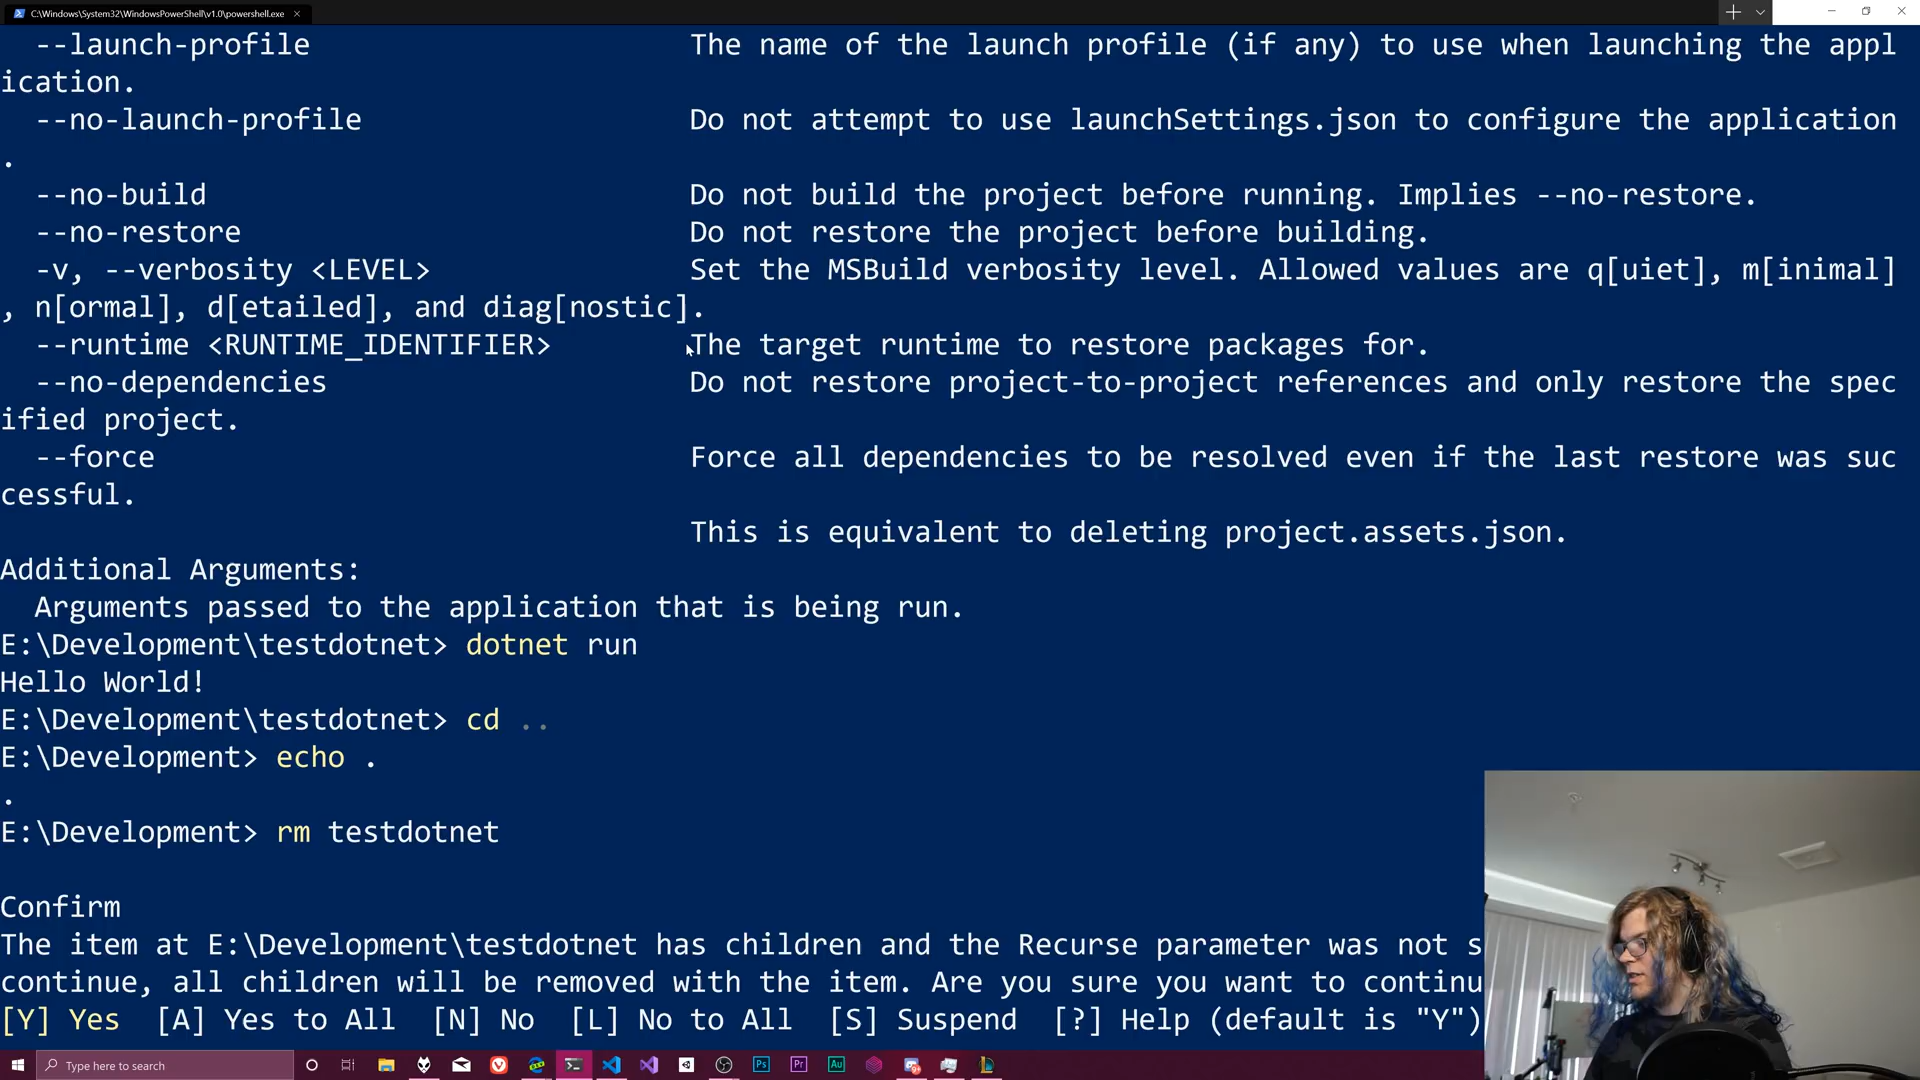 C:\Windows\System32\WindowsPowerShell\v1.0\powershell.exe
--launch-profile The name of the launch profile (if any) to use when launching the appl
ication.
--no-launch-profile Do not attempt to use launchSettings.json to configure the application
.
--no-build Do not build the project before running. Implies --no-restore.
--no-restore Do not restore the project before building.
-v, --verbosity <LEVEL> Set the MSBuild verbosity level. Allowed values are q[uiet], m[inimal]
, n[ormal], d[etailed], and diag[nostic].
--runtime <RUNTIME_IDENTIFIER> The target runtime to restore packages for.
--no-dependencies Do not restore project-to-project references and only restore the spec
ified project.
--force Force all dependencies to be resolved even if the last restore was suc
cessful.
This is equivalent to deleting project.assets.json.
Additional Arguments:
Arguments passed to the application that is being run.
E:\Development\testdotnet> dotnet run
Hello World!
E:\Development\testdotnet> cd ..
E:\Development> echo .
.
E:\Development> rm testdotnet
Confirm
The item at E:\Development\testdotnet has children and the Recurse parameter was not s
continue, all children will be removed with the item. Are you sure you want to continu
[Y] Yes [A] Yes to All [N] No [L] No to All [S] Suspend [?] Help (default is "Y")
Type here to search
Ps
Pr
Au